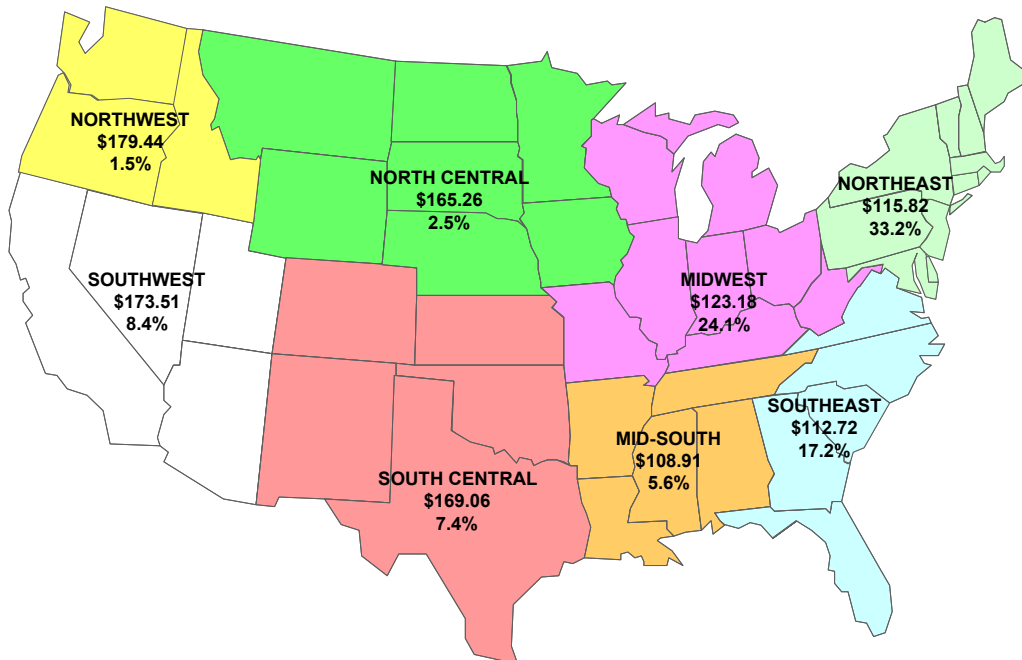 NORTHWEST
$179.44
1.5%
NORTH CENTRAL
$165.26
2.5%
NORTHEAST
$115.82
33.2%
SOUTHWEST
$173.51
8.4%
MIDWEST
$123.18
24.1%
SOUTHEAST
$112.72
17.2%
MID-SOUTH
$108.91
5.6%
SOUTH CENTRAL
$169.06
7.4%